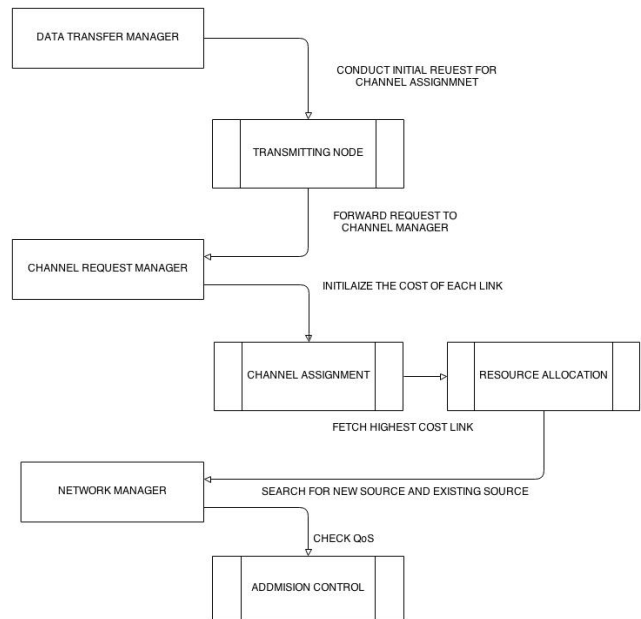 DATA TRANSFER MANAGER
CONDUCT INITIAL REUEST FOR
CHANNEL ASSIGNMNET
TRANSMITTING NODE
FORWARD REQUEST TO
CHANNEL MANAGER
CHANNEL REQUEST MANAGER
INITILAIZE THE COST OF EACH LINK
CHANNEL ASSIGNMENT
RESOURCE ALLOCATION
FETCH HIGHEST COST LINK
NETWORK MANAGER
SEARCH FOR NEW SOURCE AND EXISTING SOURCE
CHECK QoS
ADDMISION CONTROL